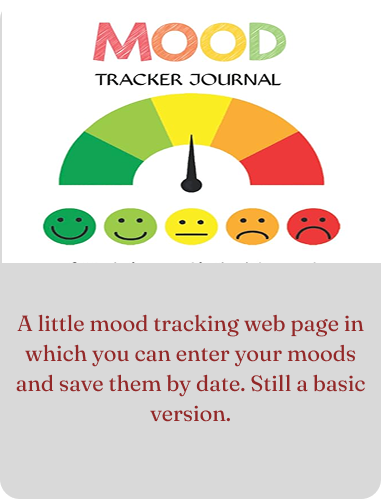 MOOD
TRACKER JOURNAL
A little mood tracking web page in
which you can enter your moods
and save them by date. Still a basic
version.